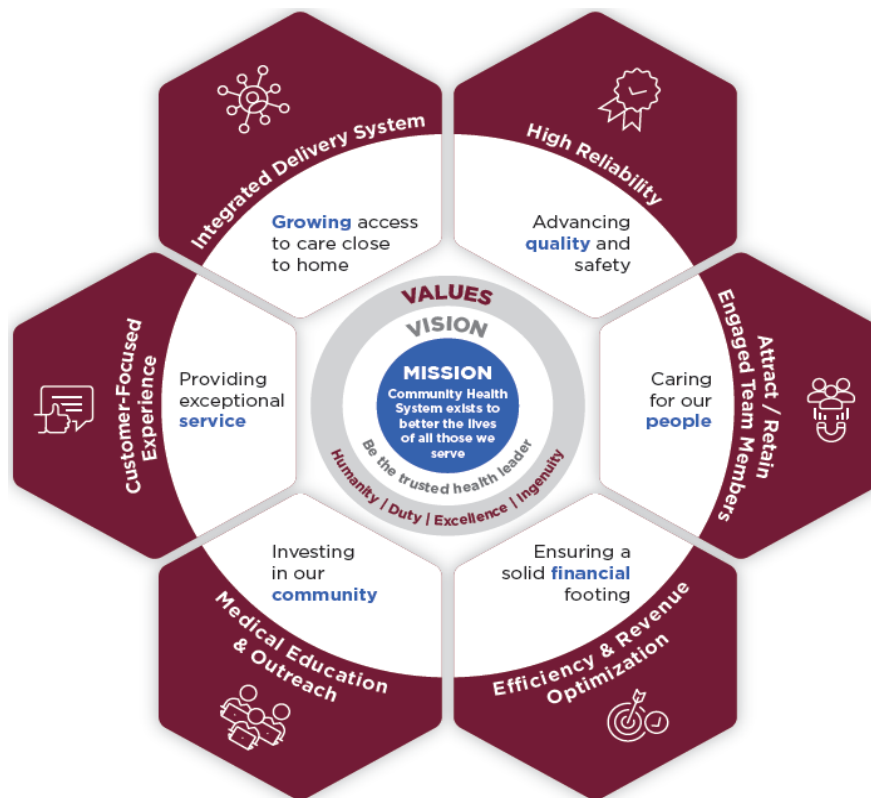 Integrated Delivery System
Growing access
to care close
to home
High Reliability
Advancing
quality and
safety
Customer-Focused
Experience
Providing
exceptional
service
VALUES
VISION
MISSION
Community Health
System exists to
better the lives
of all those we
serve
Be the trusted health leader
Humanity | Duty | Excellence | Ingenuity
Caring
for our
people
Attract / Retain
Engaged Team Members
Investing
in our
community
Medical Education
& Outreach
Ensuring a
solid financial
footing
Efficiency & Revenue
Optimization